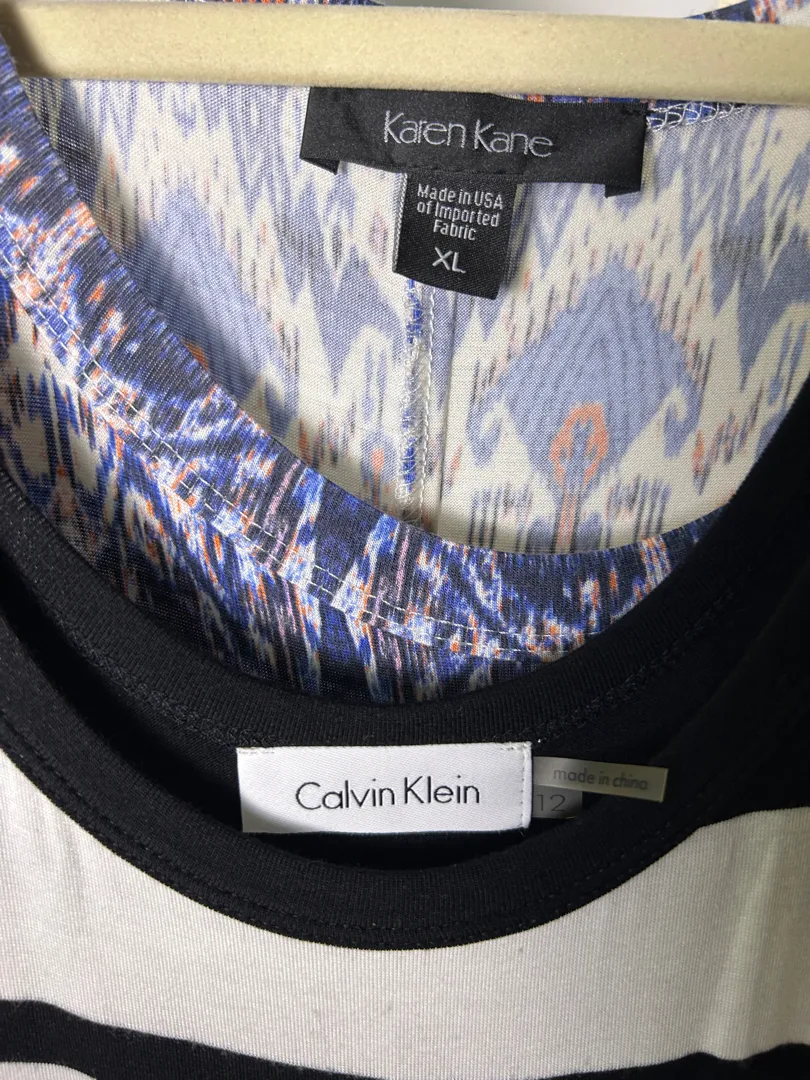 Karen Kane
Made in USA
of Imported
Fabric
XL
Calvin Klein
made in china
12